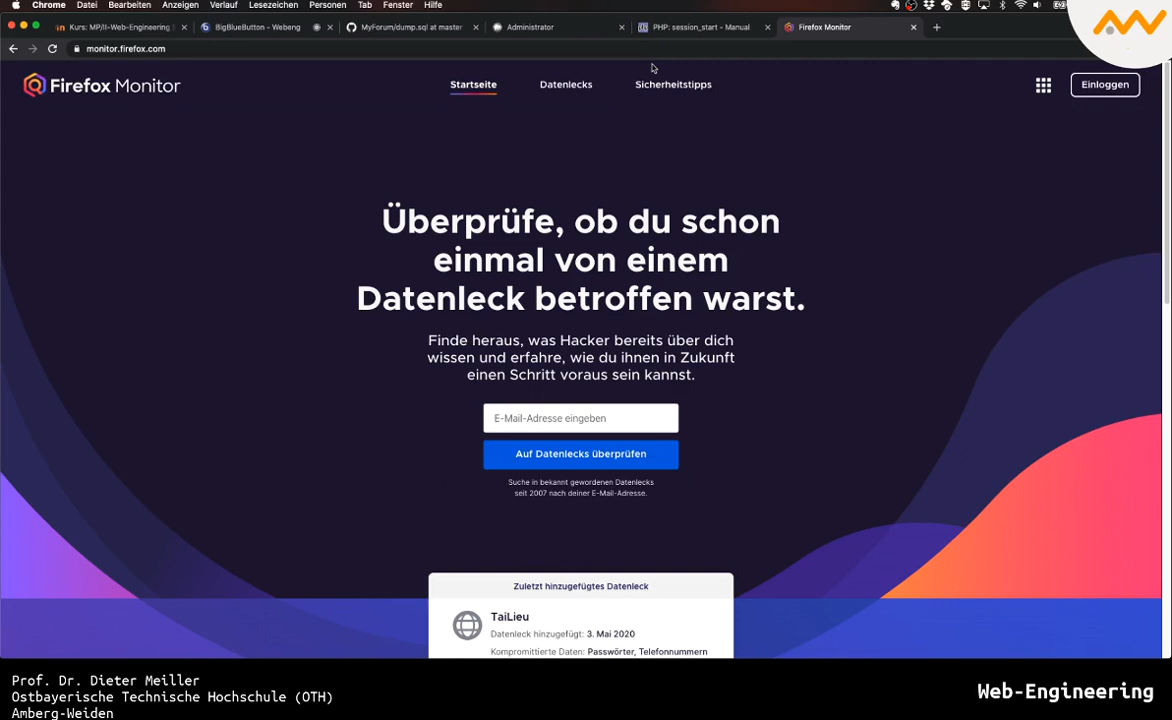 Chrome Datei Bearbeiten Anzeigen Verlauf Lesezeichen Personen Tab Fenster Hilfe
Kurs: MP/II-Web-Engineering BigBlueButton - Webeng MyForum/dump.sql at master Administrator PHP: session_start - Manual Firefox Monitor
monitor.firefox.com
Firefox Monitor Startseite Datenlecks Sicherheitstipps Einloggen
Überprüfe, ob du schon
einmal von einem
Datenleck betroffen warst.
Finde heraus, was Hacker bereits über dich
wissen und erfahre, wie du ihnen in Zukunft
einen Schritt voraus sein kannst.
E-Mail-Adresse eingeben
Auf Datenlecks überprüfen
Suche in bekannt gewordenen Datenlecks
seit 2007 nach deiner E-Mail-Adresse.
Zuletzt hinzugefügtes Datenleck
TaiLieu
Datenleck hinzugefügt: 3. Mai 2020
Kompromittierte Daten: Passwörter, Telefonnummern
Prof. Dr. Dieter Meiller
Ostbayerische Technische Hochschule (OTH)
Amberg-Weiden
Web-Engineering